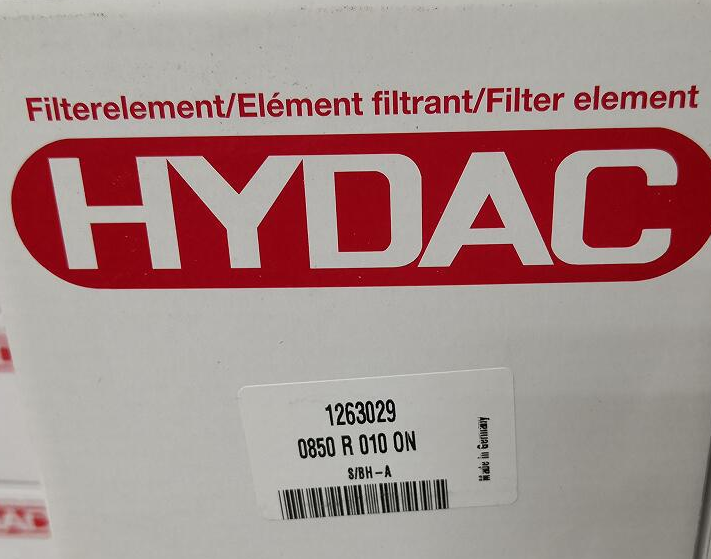 Filterelement/Elément filtrant/Filter element
HYDAC
1263029
0850 R 010 ON
S/BH-A
Made in Germany